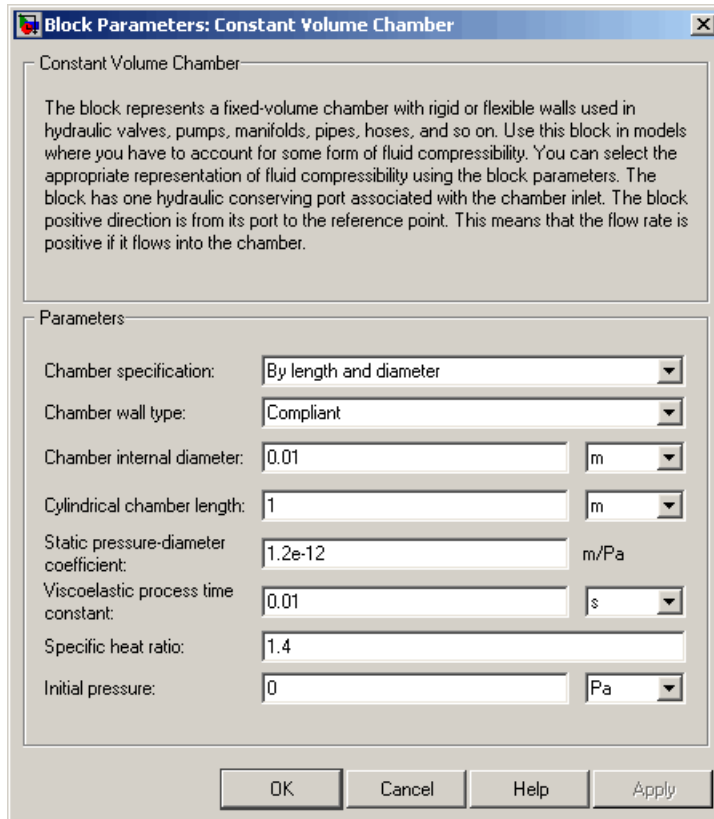 Block Parameters: Constant Volume Chamber
Constant Volume Chamber
The block represents a fixed-volume chamber with rigid or flexible walls used in
hydraulic valves, pumps, manifolds, pipes, hoses, and so on. Use this block in models
where you have to account for some form of fluid compressibility. You can select the
appropriate representation of fluid compressibility using the block parameters. The
block has one hydraulic conserving port associated with the chamber inlet. The block
positive direction is from its port to the reference point. This means that the flow rate is
positive if it flows into the chamber.
Parameters
Chamber specification: By length and diameter
Chamber wall type: Compliant
Chamber internal diameter: 0.01 m
Cylindrical chamber length: 1 m
Static pressure-diameter
coefficient: 1.2e-12 m/Pa
Viscoelastic process time
constant: 0.01 s
Specific heat ratio: 1.4
Initial pressure: 0 Pa
OK Cancel Help Apply